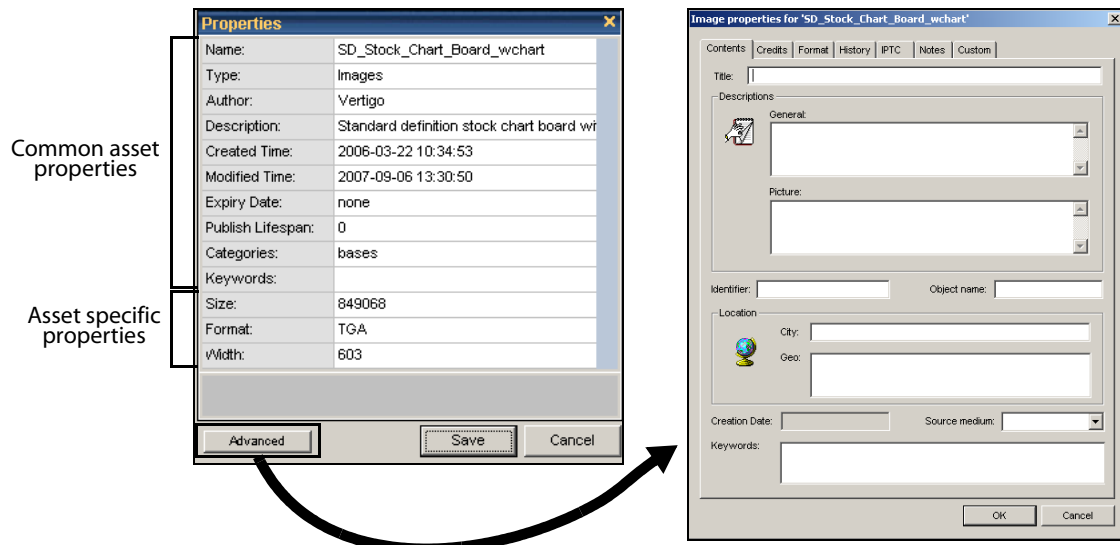 Common asset
properties
Asset specific
properties
Properties
Name: SD_Stock_Chart_Board_wchart
Type: Images
Author: Vertigo
Description: Standard definition stock chart board wi
Created Time: 2006-03-22 10:34:53
Modified Time: 2007-09-06 13:30:50
Expiry Date: none
Publish Lifespan: 0
Categories: bases
Keywords:
Size: 849068
Format: TGA
Width: 603
Advanced Save Cancel
Image properties for 'SD_Stock_Chart_Board_wchart'
Contents Credits Format History IPTC Notes Custom
Title:
Descriptions
General:
Picture:
Identifier: Object name:
Location
City:
Geo:
Creation Date: Source medium:
Keywords:
OK Cancel